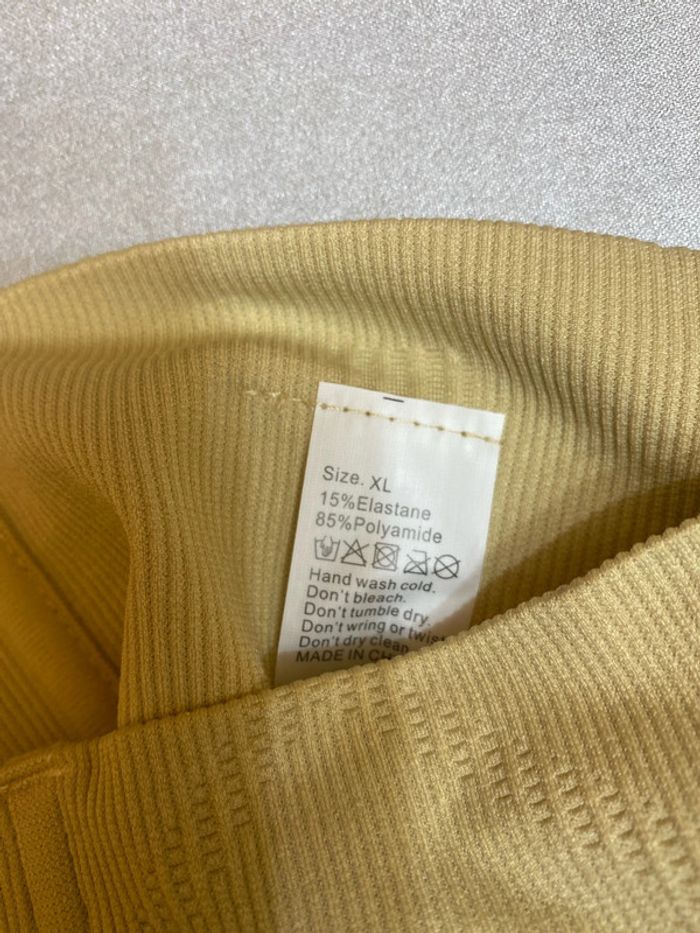 Size. XL
15%Elastane
85%Polyamide
Hand wash cold.
Don't bleach.
Don't tumble dry.
Don't wring or
Don't dry clean
MADE IN